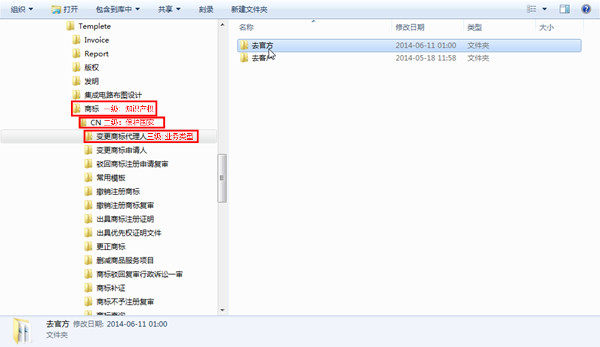 组织 打开 包含到库中 共享 刻录 新建文件夹
名称 修改日期 类型 大小
Templete
Invoice
Report
版权
发明
集成电路布图设计
商标 一级：知识产权
CN 二级：保护国家
变更商标代理人三级:业务类型
变更商标申请人
驳回商标注册申请复审
常用模板
撤销注册商标
撤销注册商标复审
出具商标注册证明
出具优先权证明文件
更正商标
删减商品服务项目
商标驳回复审行政诉讼一审
商标补证
商标不予注册复审
去官方 2014-06-11 01:00 文件夹
去客户 2014-05-18 11:58 文件夹
去官方 修改日期: 2014-06-11 01:00
文件夹